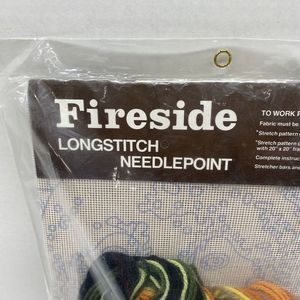 Fireside
LONGSTITCH
NEEDLEPOINT
TO WORK
Fabric must be
*Stretch pattern
*Stretch pattern
with 20" x 20" fra
Complete instruc
Stretcher bars and